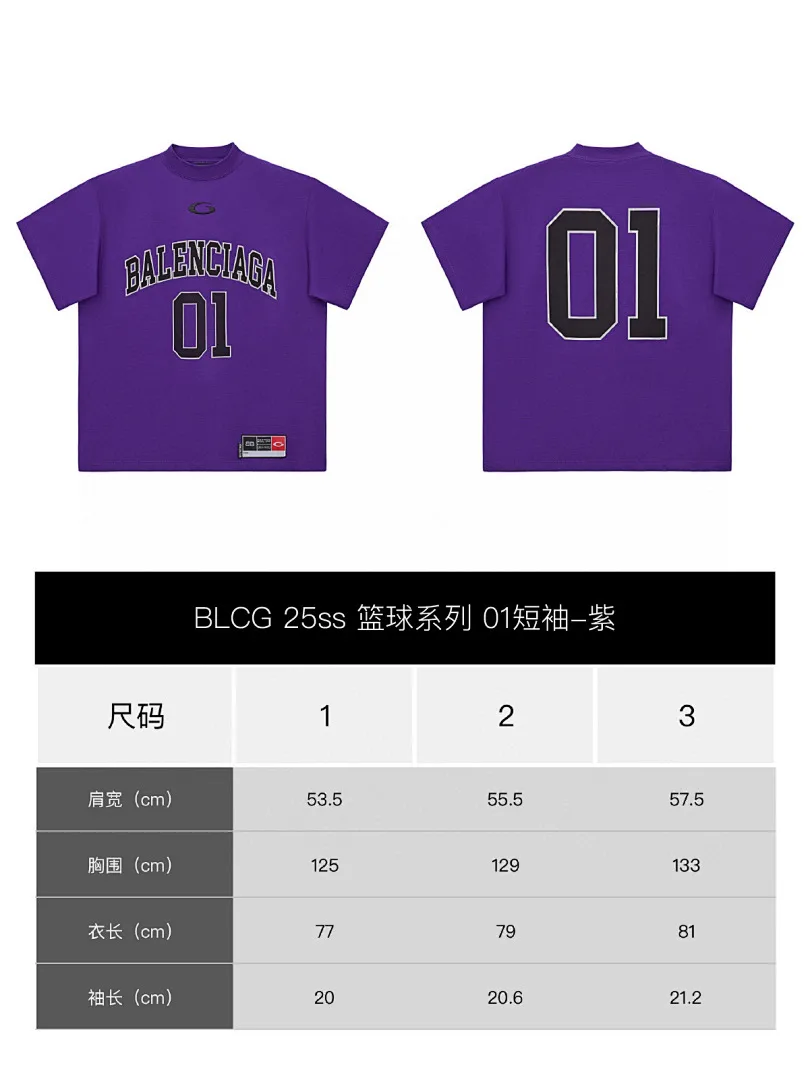 BALENCIAGA
01
01
BLCG 25ss 篮球系列 01短袖-紫
尺码 1 2 3
肩宽（cm） 53.5 55.5 57.5
胸围（cm） 125 129 133
衣长（cm） 77 79 81
袖长（cm） 20 20.6 21.2